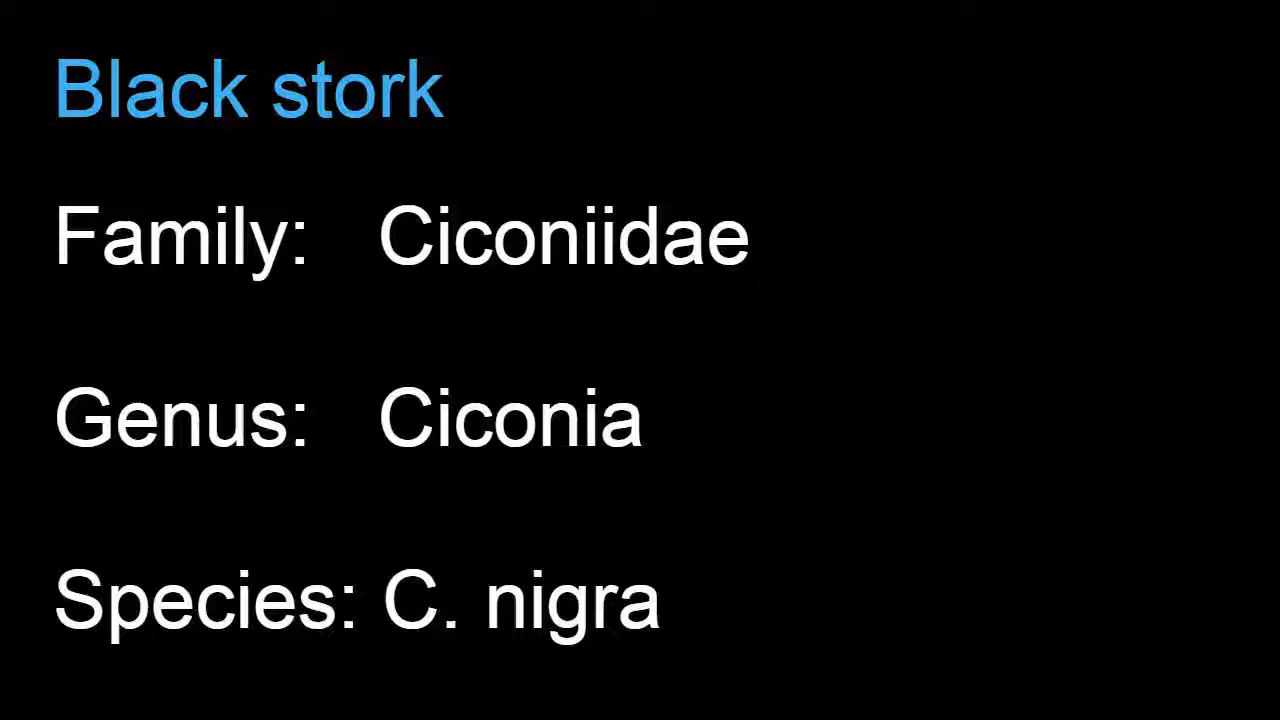 Black stork
Family: Ciconiidae
Genus: Ciconia
Species: C. nigra